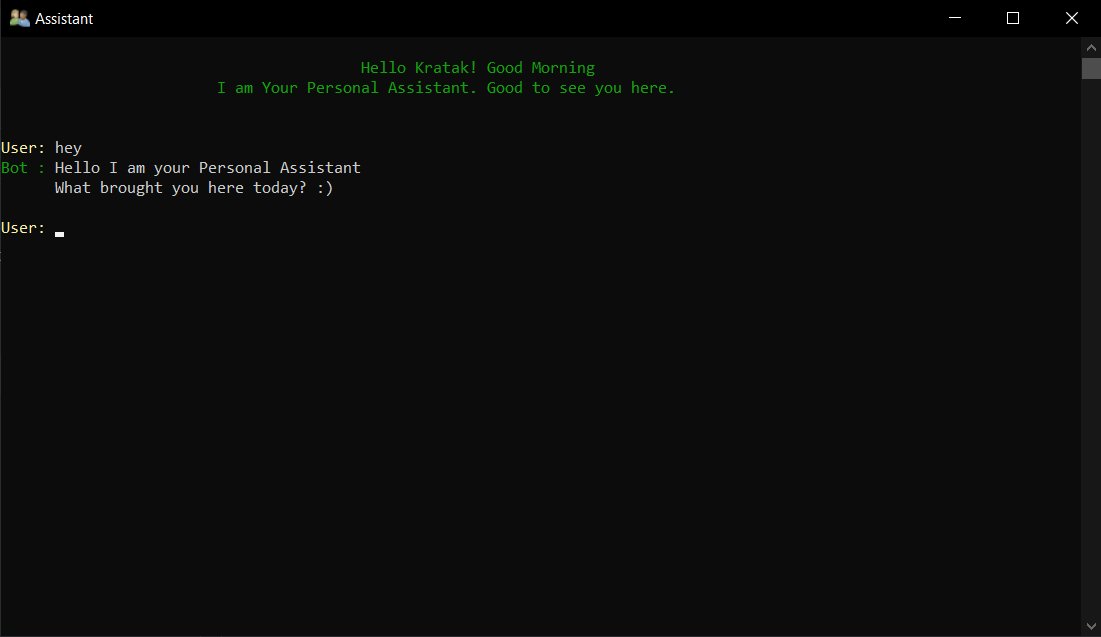 Assistant
Hello Kratak! Good Morning
I am Your Personal Assistant. Good to see you here.
User: hey
Bot : Hello I am your Personal Assistant
What brought you here today? :)
User: